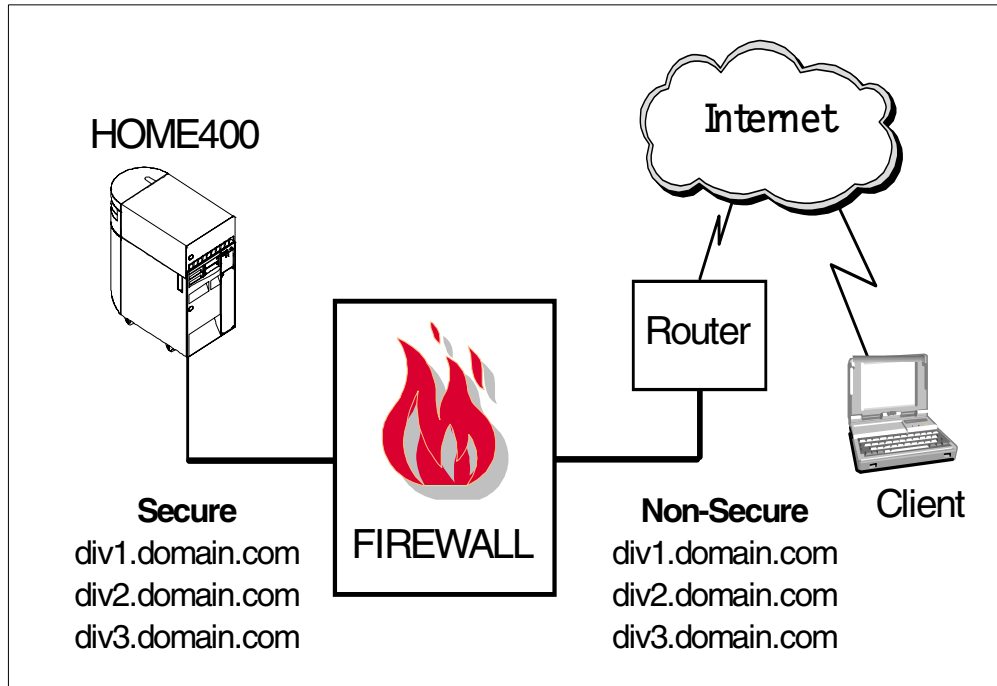 Internet
HOME400
Router
FIREWALL
Client
Secure
div1.domain.com
div2.domain.com
div3.domain.com
Non-Secure
div1.domain.com
div2.domain.com
div3.domain.com